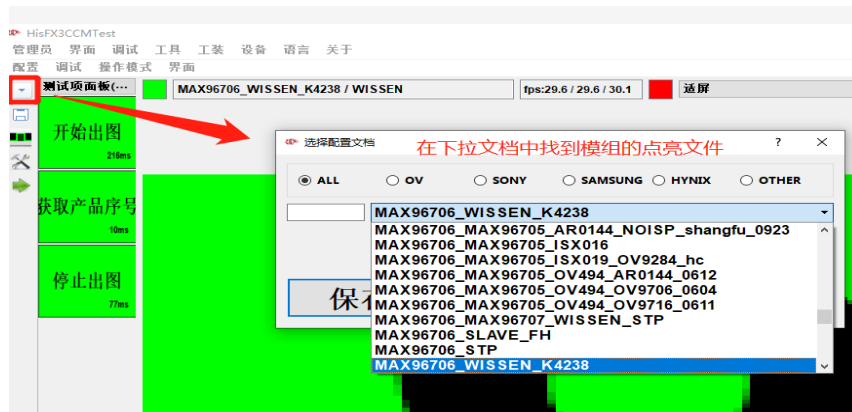 HisFX3CCMTest
管理员 界面 调试 工具 工装 设备 语言 关于
配置 调试 操作模式 界面
测试项面板(···
MAX96706_WISSEN_K4238 / WISSEN
fps:29.6 / 29.6 / 30.1
适屏
开始出图
216ms
获取产品序号
10ms
停止出图
77ms
选择配置文档
在下拉文档中找到模组的点亮文件
?
ALL OV SONY SAMSUNG HYNIX OTHER
MAX96706_WISSEN_K4238
MAX96706_MAX96705_AR0144_NOISP_shangfu_0923
MAX96706_MAX96705_ISX016
MAX96706_MAX96705_ISX019_OV9284_hc
MAX96706_MAX96705_OV494_AR0144_0612
MAX96706_MAX96705_OV494_OV9706_0604
MAX96706_MAX96705_OV494_OV9716_0611
MAX96706_MAX96707_WISSEN_STP
MAX96706_SLAVE_FH
MAX96706_STP
MAX96706_WISSEN_K4238